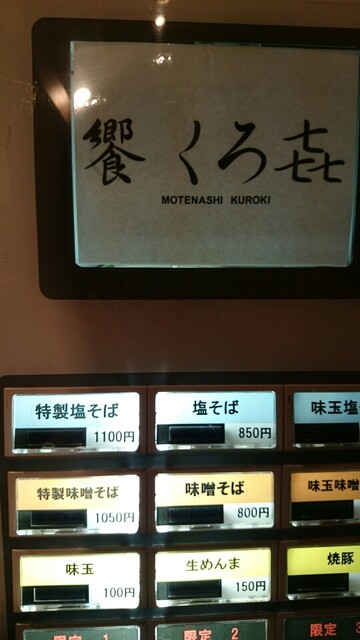 饗 くろ㐂
MOTENASHI KUROKI
特製塩そば
1100円
塩そば
850円
味玉塩
特製味噌そば
1050円
味噌そば
800円
味玉味噌
味玉
100円
生めんま
150円
焼豚
限定 1
限定 2
限定 3